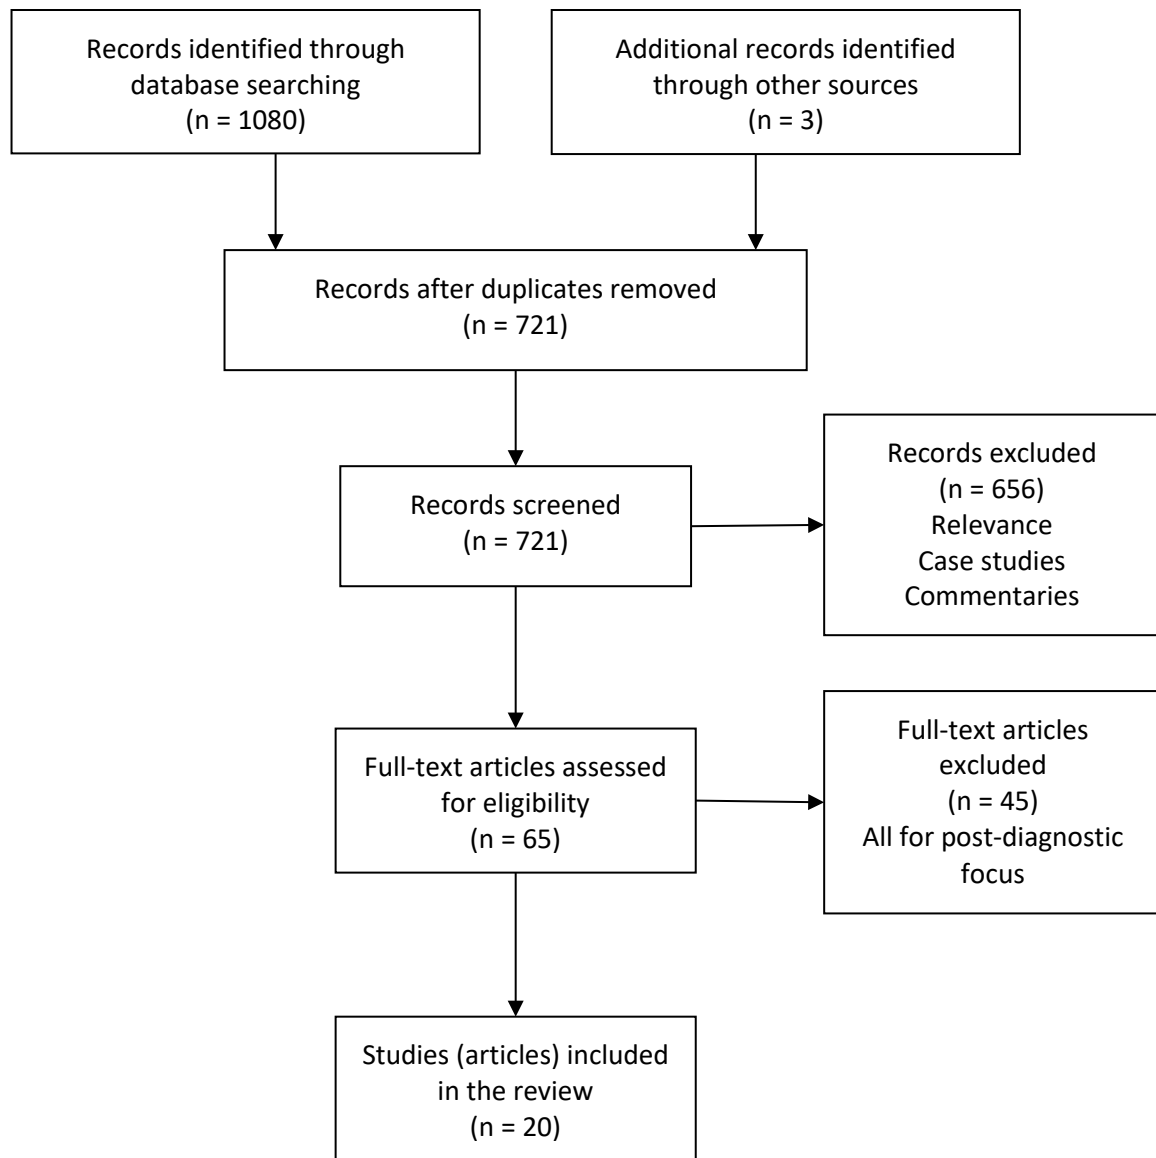 Records identified through
database searching
(n = 1080)
Additional records identified
through other sources
(n = 3)
Records after duplicates removed
(n = 721)
Records screened
(n = 721)
Records excluded
(n = 656)
Relevance
Case studies
Commentaries
Full-text articles assessed
for eligibility
(n = 65)
Full-text articles
excluded
(n = 45)
All for post-diagnostic
focus
Studies (articles) included
in the review
(n = 20)